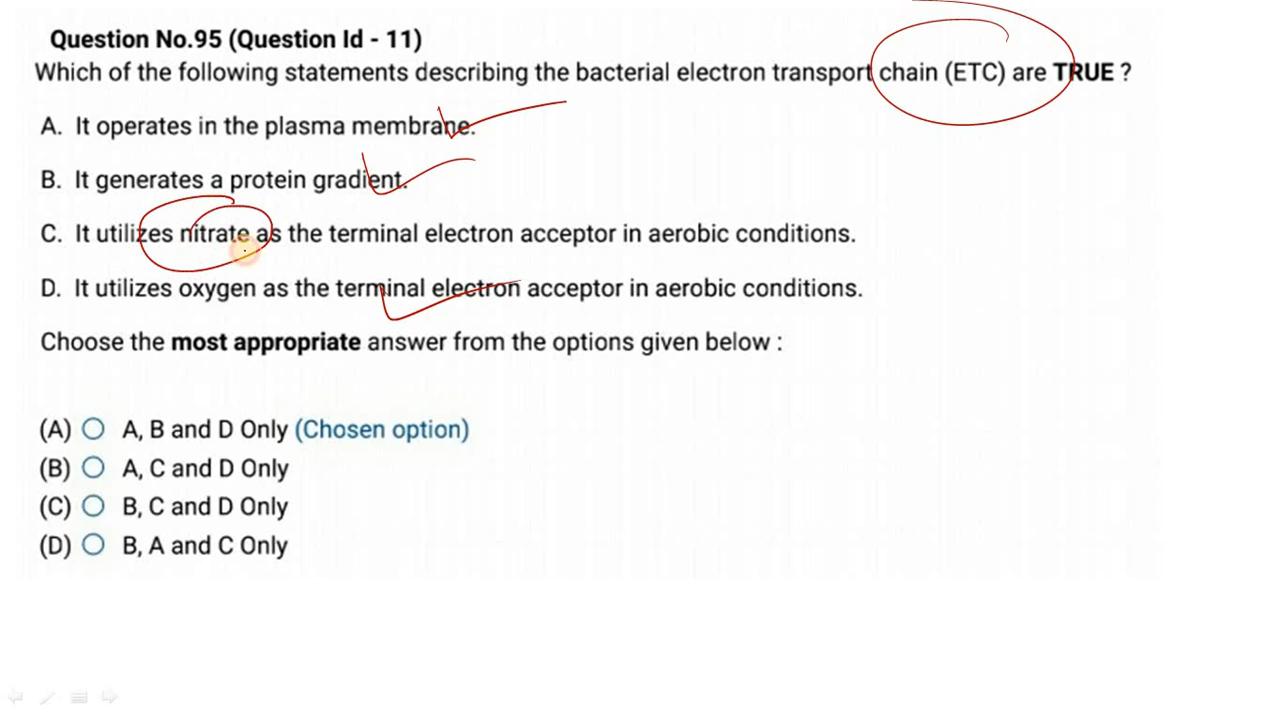 Question No.95 (Question Id - 11)
Which of the following statements describing the bacterial electron transport chain (ETC) are TRUE ?
A. It operates in the plasma membrane.
B. It generates a protein gradient.
C. It utilizes nitrate as the terminal electron acceptor in aerobic conditions.
D. It utilizes oxygen as the terminal electron acceptor in aerobic conditions.
Choose the most appropriate answer from the options given below :
(A) A, B and D Only (Chosen option)
(B) A, C and D Only
(C) B, C and D Only
(D) B, A and C Only